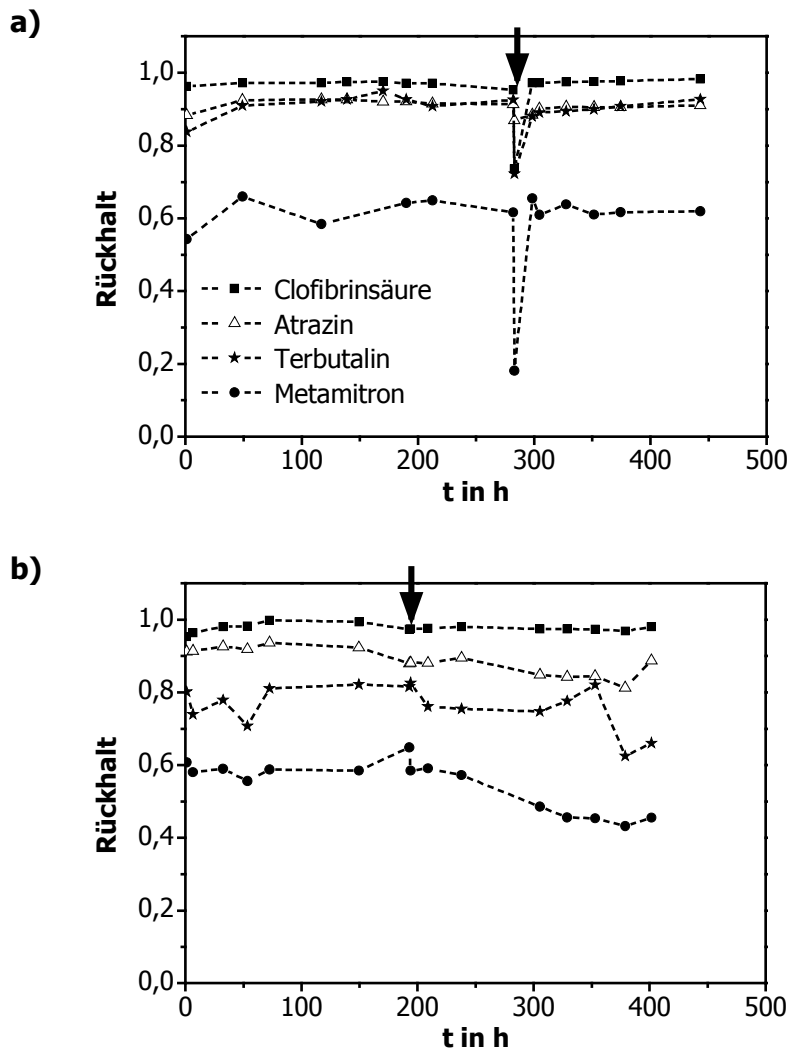 a)
1,0
0,8
0,6
0,4
0,2
0,0
Rückhalt
Clofibrinsäure
Atrazin
Terbutalin
Metamitron
0 100 200 300 400 500
t in h
b)
1,0
0,8
0,6
0,4
0,2
0,0
Rückhalt
0 100 200 300 400 500
t in h